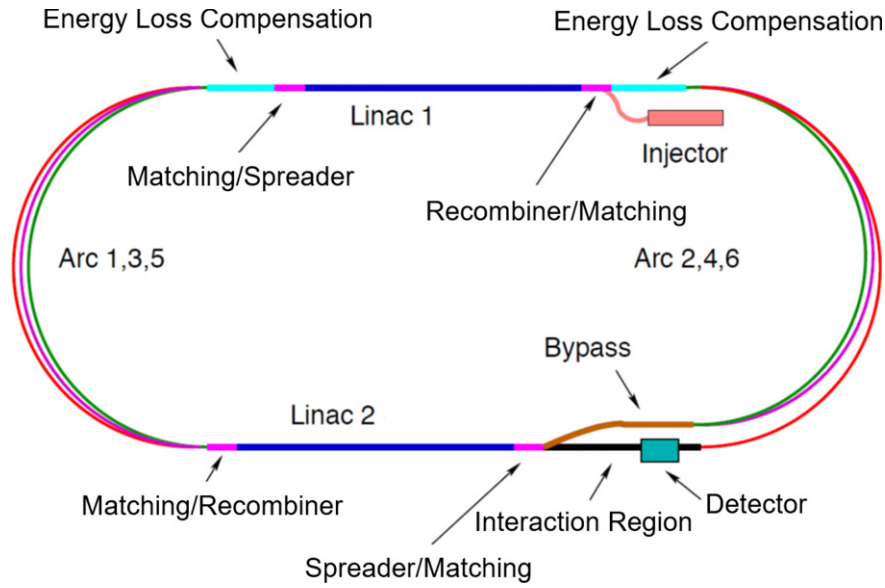 Energy Loss Compensation
Energy Loss Compensation
Linac 1
Injector
Matching/Spreader
Recombiner/Matching
Arc 1,3,5
Arc 2,4,6
Bypass
Linac 2
Matching/Recombiner
Interaction Region
Detector
Spreader/Matching